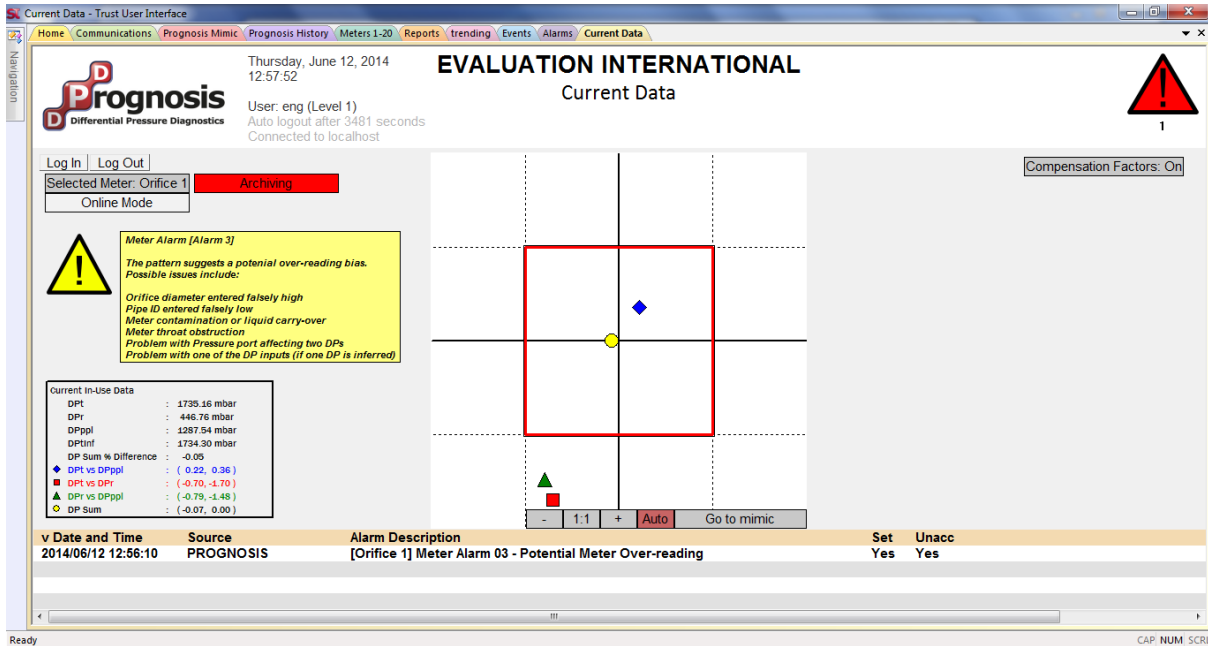 Current Data - Trust User Interface
Home Communications Prognosis Mimic Prognosis History Meters 1-20 Reports trending Events Alarms Current Data
Navigation
DPD
Prognosis
Differential Pressure Diagnostics
Thursday, June 12, 2014
12:57:52
User: eng (Level 1)
Auto logout after 3481 seconds
Connected to localhost
EVALUATION INTERNATIONAL
Current Data
1
Log In Log Out
Selected Meter: Orifice 1 Archiving
Online Mode
Compensation Factors: On
Meter Alarm [Alarm 3]
The pattern suggests a potenial over-reading bias.
Possible issues include:
Orifice diameter entered falsely high
Pipe ID entered falsely low
Meter contamination or liquid carry-over
Meter throat obstruction
Problem with Pressure port affecting two DPs
Problem with one of the DP inputs (if one DP is inferred)
Current In-Use Data
DPt : 1735.16 mbar
DPr : 446.76 mbar
DPppl : 1287.54 mbar
DPtInf : 1734.30 mbar
DP Sum % Difference : -0.05
DPt vs DPppl : ( 0.22, 0.36 )
DPt vs DPr : (-0.70, -1.70 )
DPr vs DPppl : (-0.79, -1.48 )
DP Sum : (-0.07, 0.00 )
- 1:1 + Auto Go to mimic
v Date and Time Source Alarm Description Set Unacc
2014/06/12 12:56:10 PROGNOSIS [Orifice 1] Meter Alarm 03 - Potential Meter Over-reading Yes Yes
Ready CAP NUM SCRL